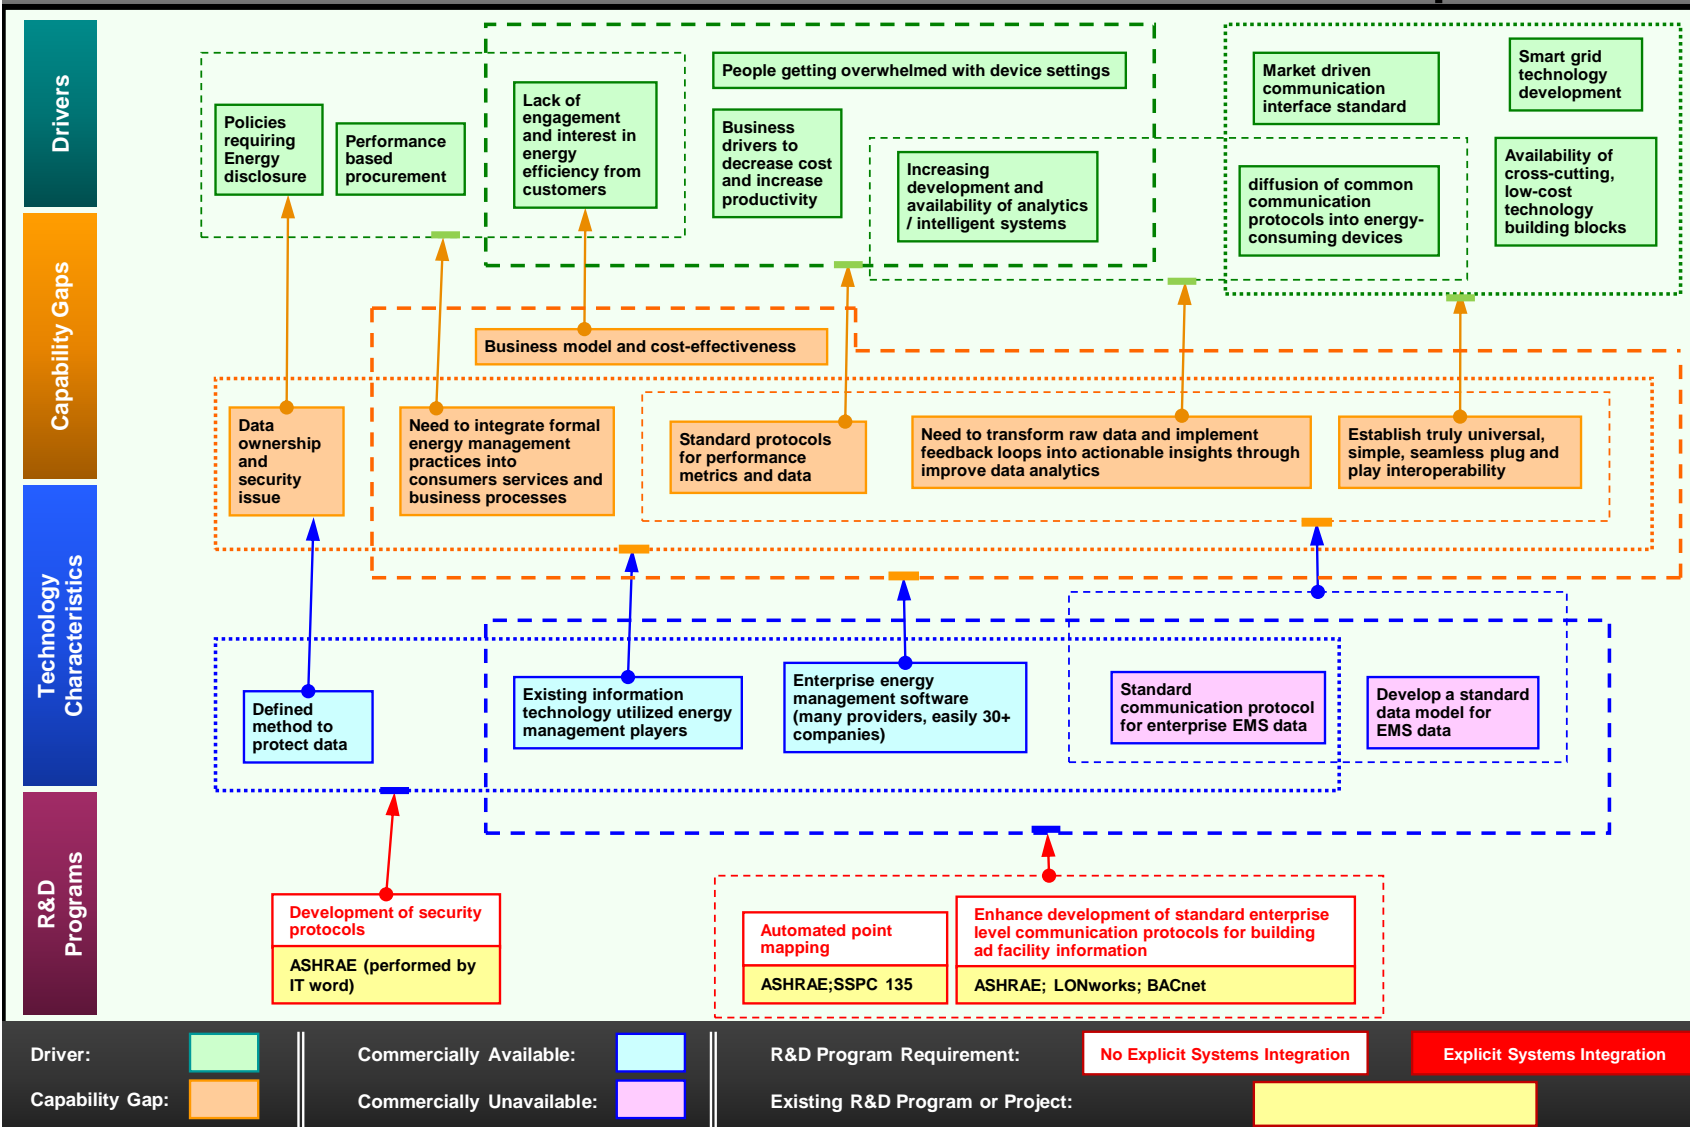 Drivers
Policies
requiring
Energy
disclosure
Performance
based
procurement
Lack of
engagement
and interest in
energy
efficiency from
customers
People getting overwhelmed with device settings
Business
drivers to
decrease cost
and increase
productivity
Increasing
development and
availability of analytics
/ intelligent systems
Market driven
communication
interface standard
Smart grid
technology
development
diffusion of common
communication
protocols into energy-
consuming devices
Availability of
cross-cutting,
low-cost
technology
building blocks
Capability Gaps
Business model and cost-effectiveness
Data
ownership
and
security
issue
Need to integrate formal
energy management
practices into
consumers services and
business processes
Standard protocols
for performance
metrics and data
Need to transform raw data and implement
feedback loops into actionable insights through
improve data analytics
Establish truly universal,
simple, seamless plug and
play interoperability
Technology
Characteristics
Defined
method to
protect data
Existing information
technology utilized energy
management players
Enterprise energy
management software
(many providers, easily 30+
companies)
Standard
communication protocol
for enterprise EMS data
Develop a standard
data model for
EMS data
R&D
Programs
Development of security
protocols
ASHRAE (performed by
IT word)
Automated point
mapping
ASHRAE;SSPC 135
Enhance development of standard enterprise
level communication protocols for building
ad facility information
ASHRAE; LONworks; BACnet
Driver:
Capability Gap:
Commercially Available:
Commercially Unavailable:
R&D Program Requirement:
No Explicit Systems Integration
Explicit Systems Integration
Existing R&D Program or Project: